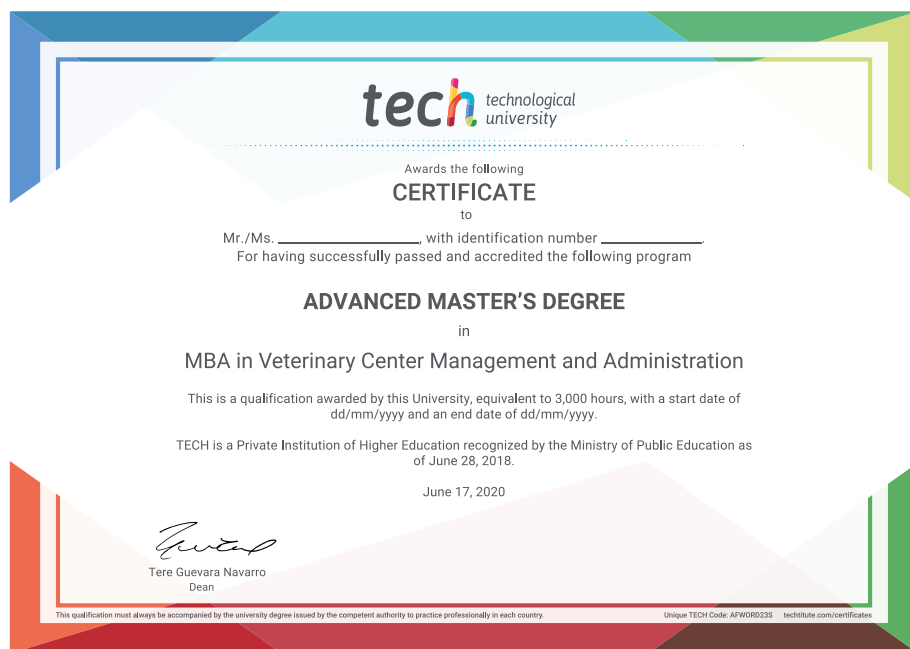 tech technological
university
Awards the following
CERTIFICATE
to
Mr./Ms. ____________________, with identification number ______________.
For having successfully passed and accredited the following program
ADVANCED MASTER'S DEGREE
in
MBA in Veterinary Center Management and Administration
This is a qualification awarded by this University, equivalent to 3,000 hours, with a start date of
dd/mm/yyyy and an end date of dd/mm/yyyy.
TECH is a Private Institution of Higher Education recognized by the Ministry of Public Education as
of June 28, 2018.
June 17, 2020
Tere Guevara Navarro
Dean
This qualification must always be accompanied by the university degree issued by the competent authority to practice professionally in each country. Unique TECH Code: AFWORD23S techtitute.com/certificates